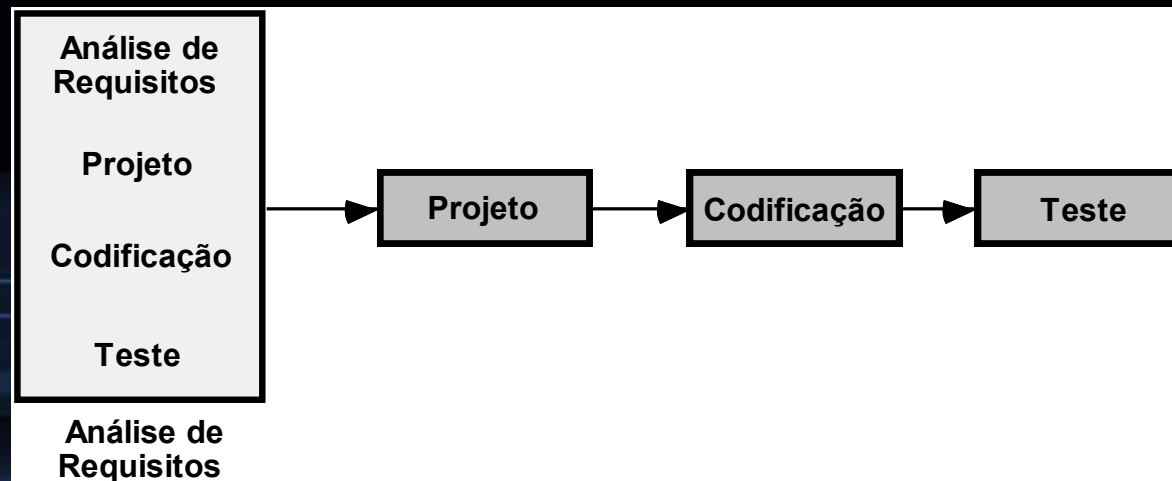 Análise de
Requisitos
Projeto
Codificação
Teste
Análise de
Requisitos
Projeto
Codificação
Teste